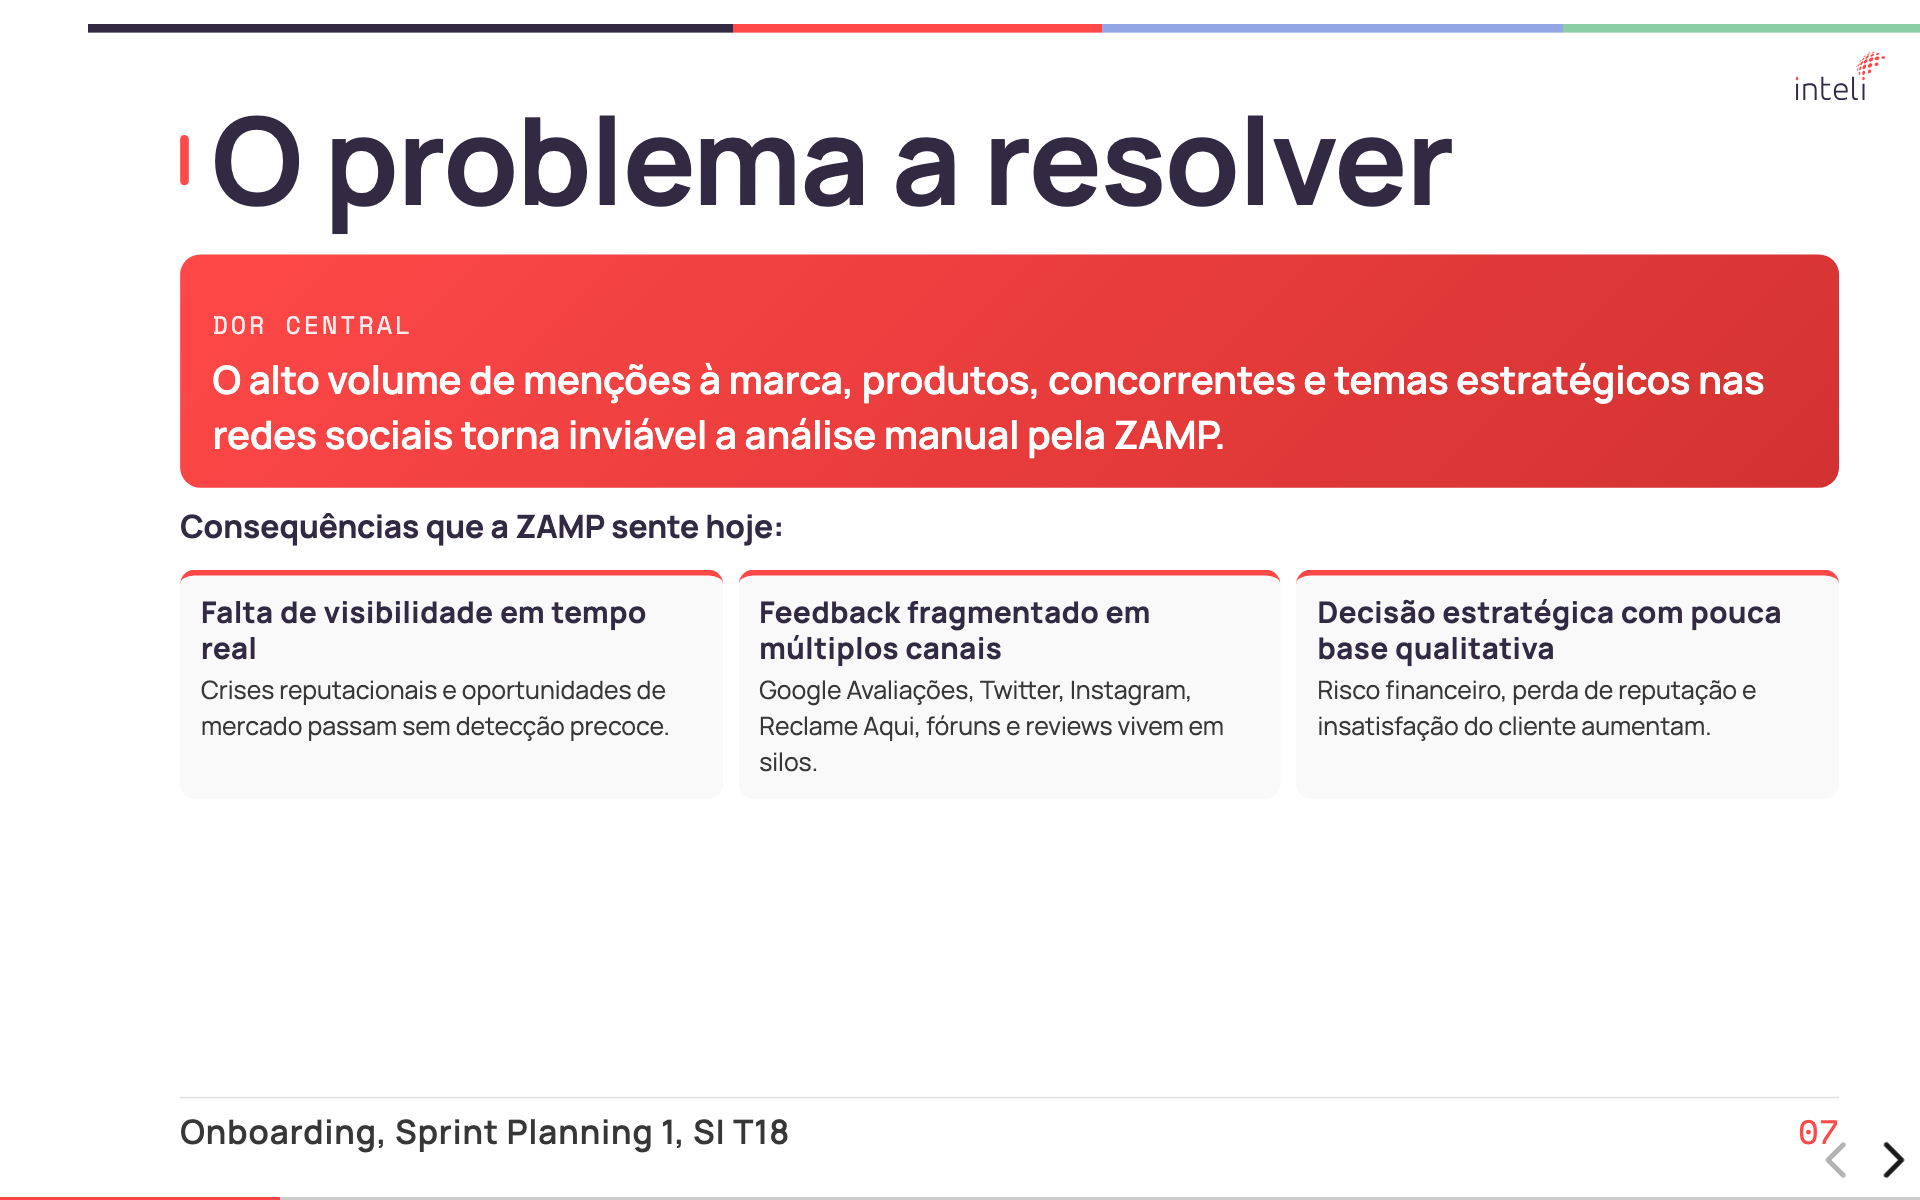 inteli
O problema a resolver
DOR CENTRAL
O alto volume de menções à marca, produtos, concorrentes e temas estratégicos nas
redes sociais torna inviável a análise manual pela ZAMP.
Consequências que a ZAMP sente hoje:
Falta de visibilidade em tempo
real
Crises reputacionais e oportunidades de
mercado passam sem detecção precoce.
Feedback fragmentado em
múltiplos canais
Google Avaliações, Twitter, Instagram,
Reclame Aqui, fóruns e reviews vivem em
silos.
Decisão estratégica com pouca
base qualitativa
Risco financeiro, perda de reputação e
insatisfação do cliente aumentam.
Onboarding, Sprint Planning 1, SI T18
07